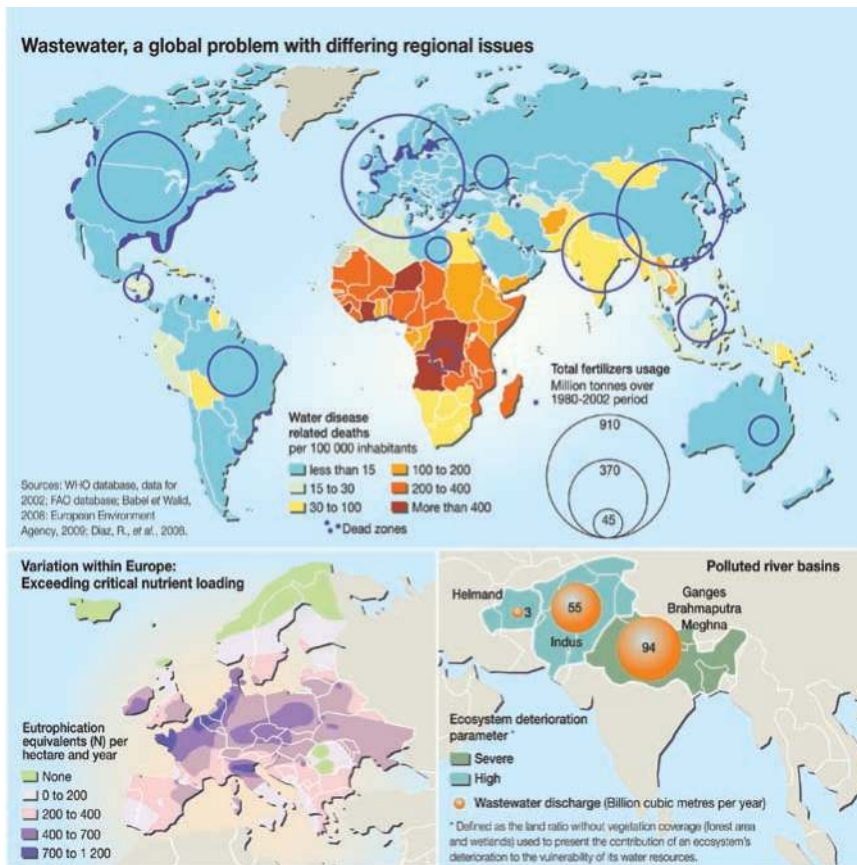 Wastewater, a global problem with differing regional issues
Total fertilizers usage
Million tonnes over
1980-2002 period
910
370
45
Water disease
related deaths
per 100 000 inhabitants
less than 15
15 to 30
30 to 100
100 to 200
200 to 400
More than 400
Dead zones
Sources: WHO database, data for
2002; FAO database; Babel et Walid,
2008; European Environment
Agency, 2009; Diaz, R., et al., 2008.
Variation within Europe:
Exceeding critical nutrient loading
Eutrophication
equivalents (N) per
hectare and year
None
0 to 200
200 to 400
400 to 700
700 to 1 200
Polluted river basins
Helmand
3
55
Indus
Ganges
Brahmaputra
Meghna
94
Ecosystem deterioration
parameter *
Severe
High
Wastewater discharge (Billion cubic metres per year)
* Defined as the land ratio without vegetation coverage (forest area
and wetlands) used to present the contribution of an ecosystem's
deterioration to the vulnerability of its water resources.